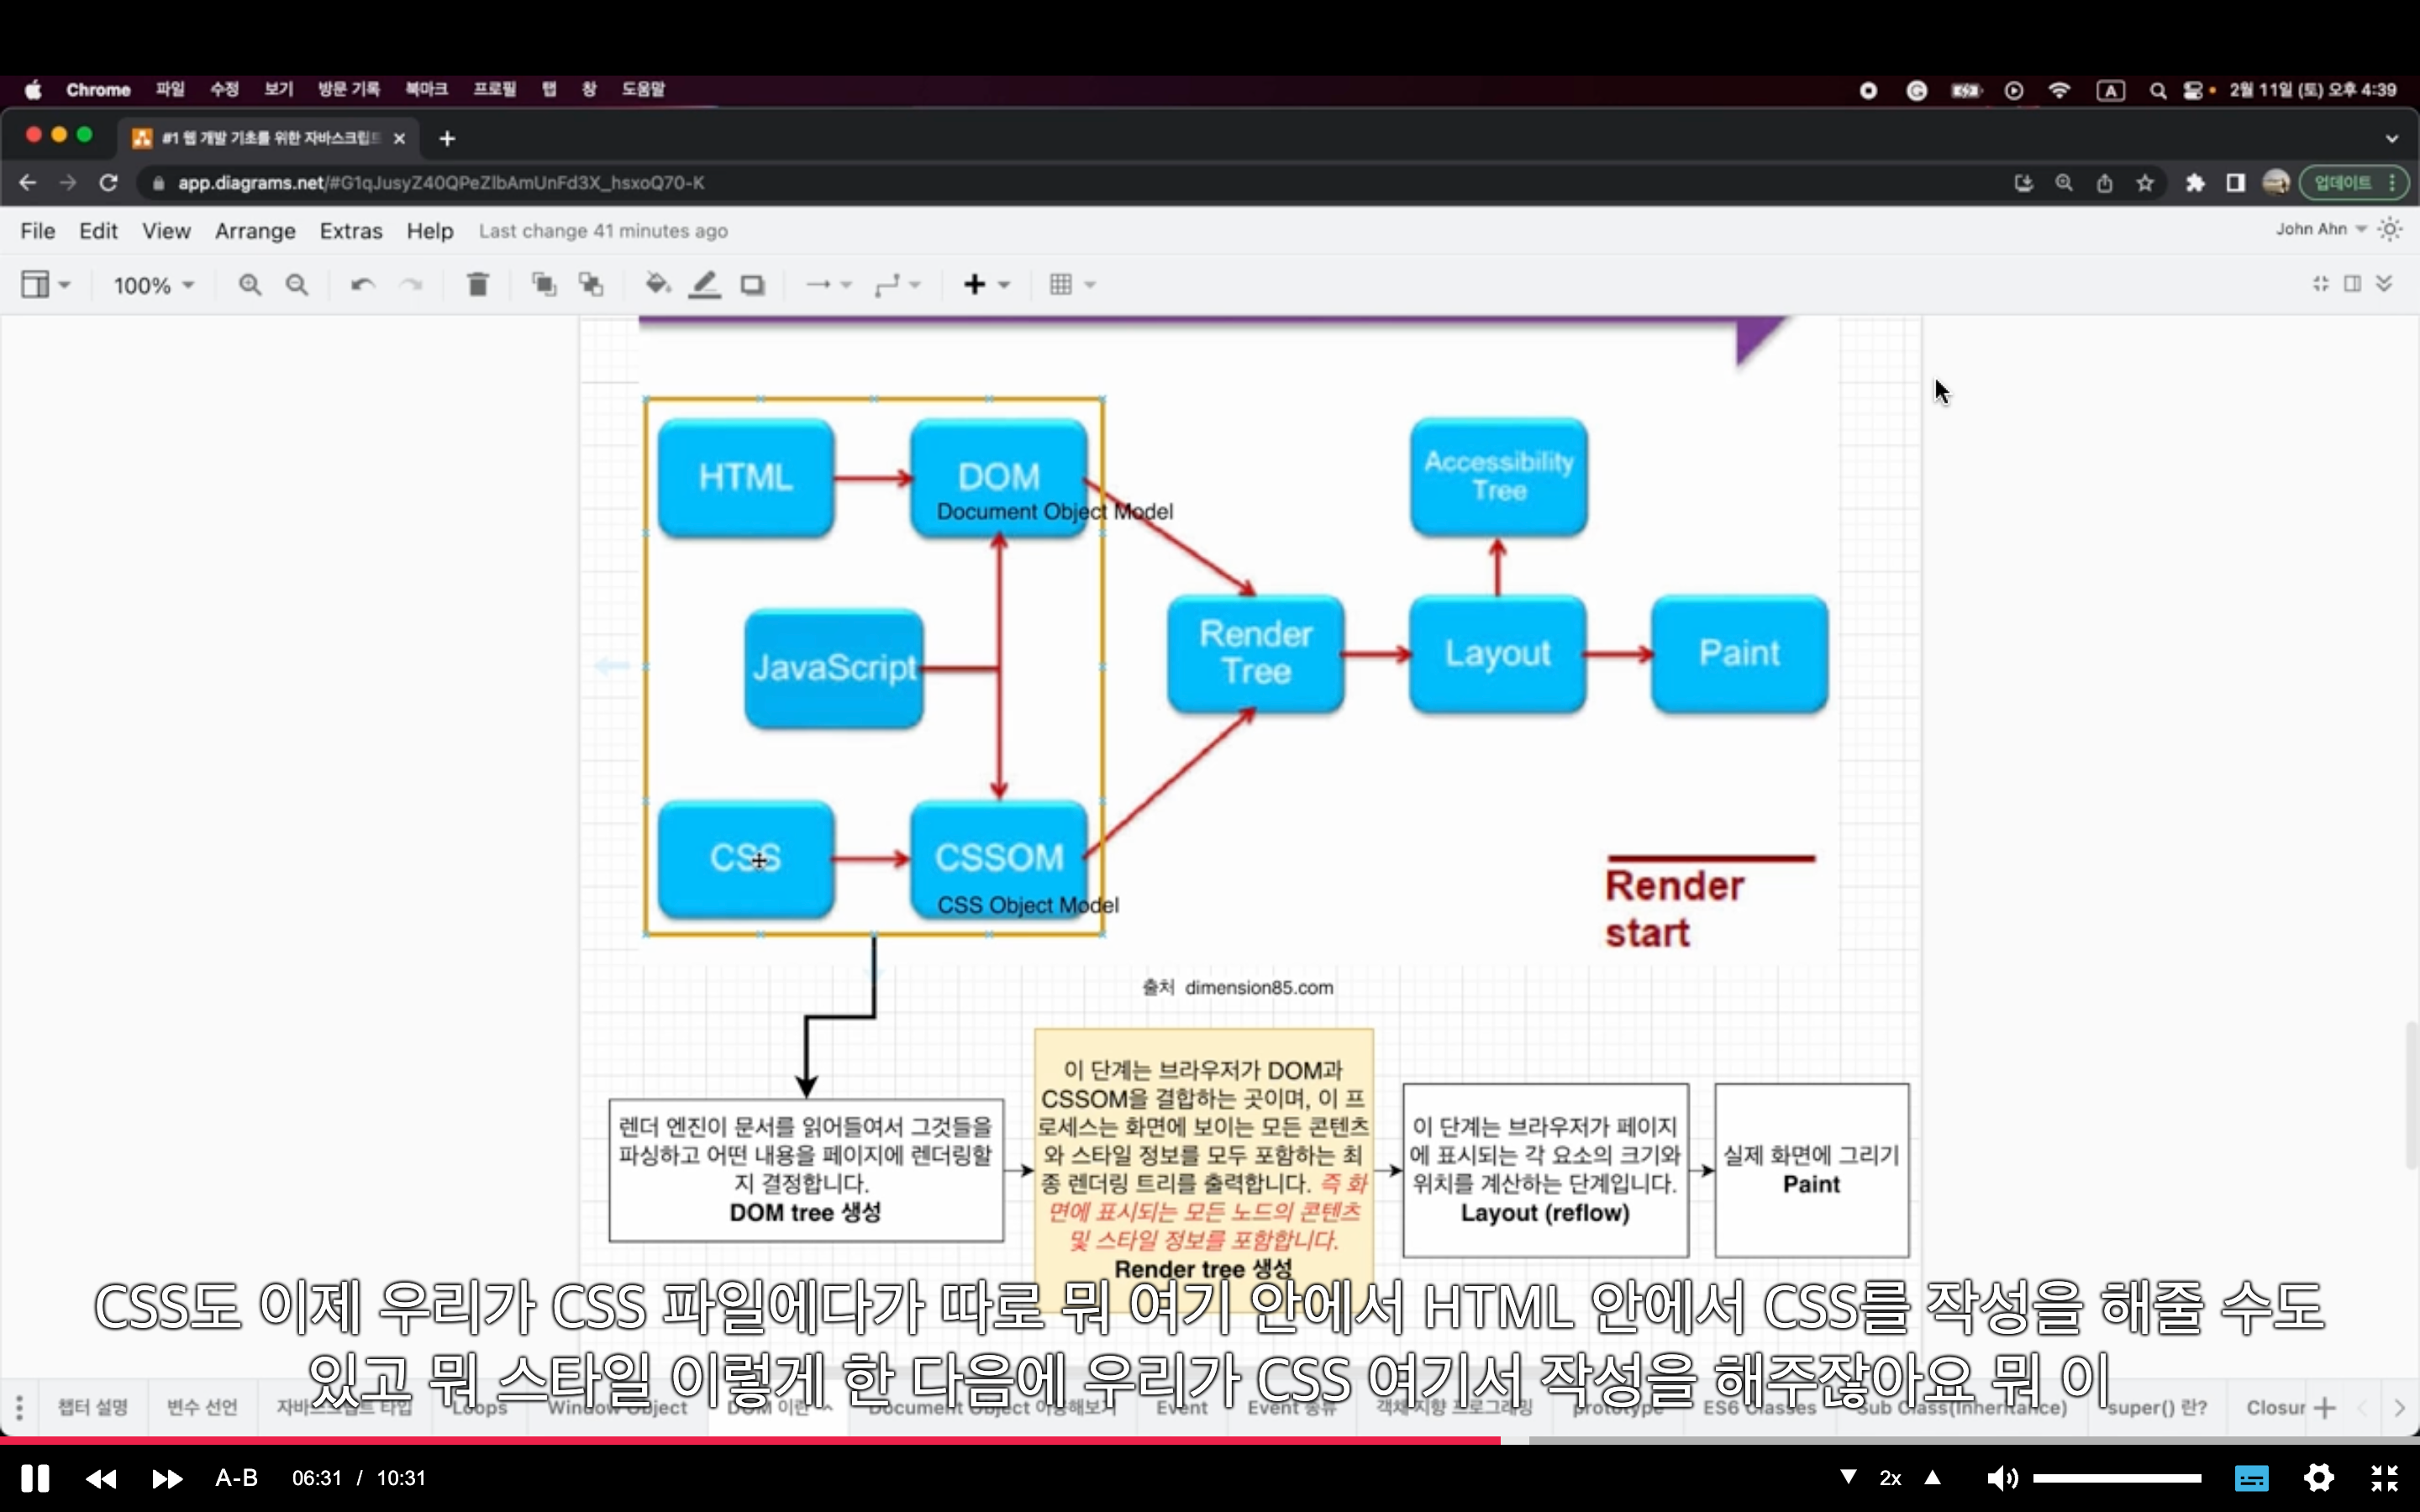 Chrome 파일 수정 보기 방문 기록 북마크 프로필 탭 창 도움말 A 2월 11일 (토) 오후 4:39
#1 웹 개발 기초를 위한 자바스크립트
app.diagrams.net/#G1qJusyZ40QPeZlbAmUnFd3X_hsxoQ70-K 업데이트
File Edit View Arrange Extras Help Last change 41 minutes ago John Ahn
100%
HTML
DOM
Document Object Model
Accessibility
Tree
JavaScript
Render
Tree
Layout
Paint
CSS
CSSOM
CSS Object Model
Render
start
출처 dimension85.com
렌더 엔진이 문서를 읽어들여서 그것들을
파싱하고 어떤 내용을 페이지에 렌더링할
지 결정합니다.
DOM tree 생성
이 단계는 브라우저가 DOM과
CSSOM을 결합하는 곳이며, 이 프
로세스는 화면에 보이는 모든 콘텐츠
와 스타일 정보를 모두 포함하는 최
종 렌더링 트리를 출력합니다. 즉 화
면에 표시되는 모든 노드의 콘텐츠
및 스타일 정보를 포함합니다.
Render tree 생성
이 단계는 브라우저가 페이지
에 표시되는 각 요소의 크기와
위치를 계산하는 단계입니다.
Layout (reflow)
실제 화면에 그리기
Paint
CSS도 이제 우리가 CSS 파일에다가 따로 뭐 여기 안에서 HTML 안에서 CSS를 작성을 해줄 수도
있고 뭐 스타일 이렇게 한 다음에 우리가 CSS 여기서 작성을 해주잖아요 뭐 이
챕터 설명 변수 선언 자바스크립트 타입 Loops Window Object DOM 이란 Document Object 이용해보기 Event Event 종류 객체 지향 프로그래밍 prototype ES6 Classes Sub Class(Inheritance) super() 란? Closur
A-B 06:31 / 10:31 2x